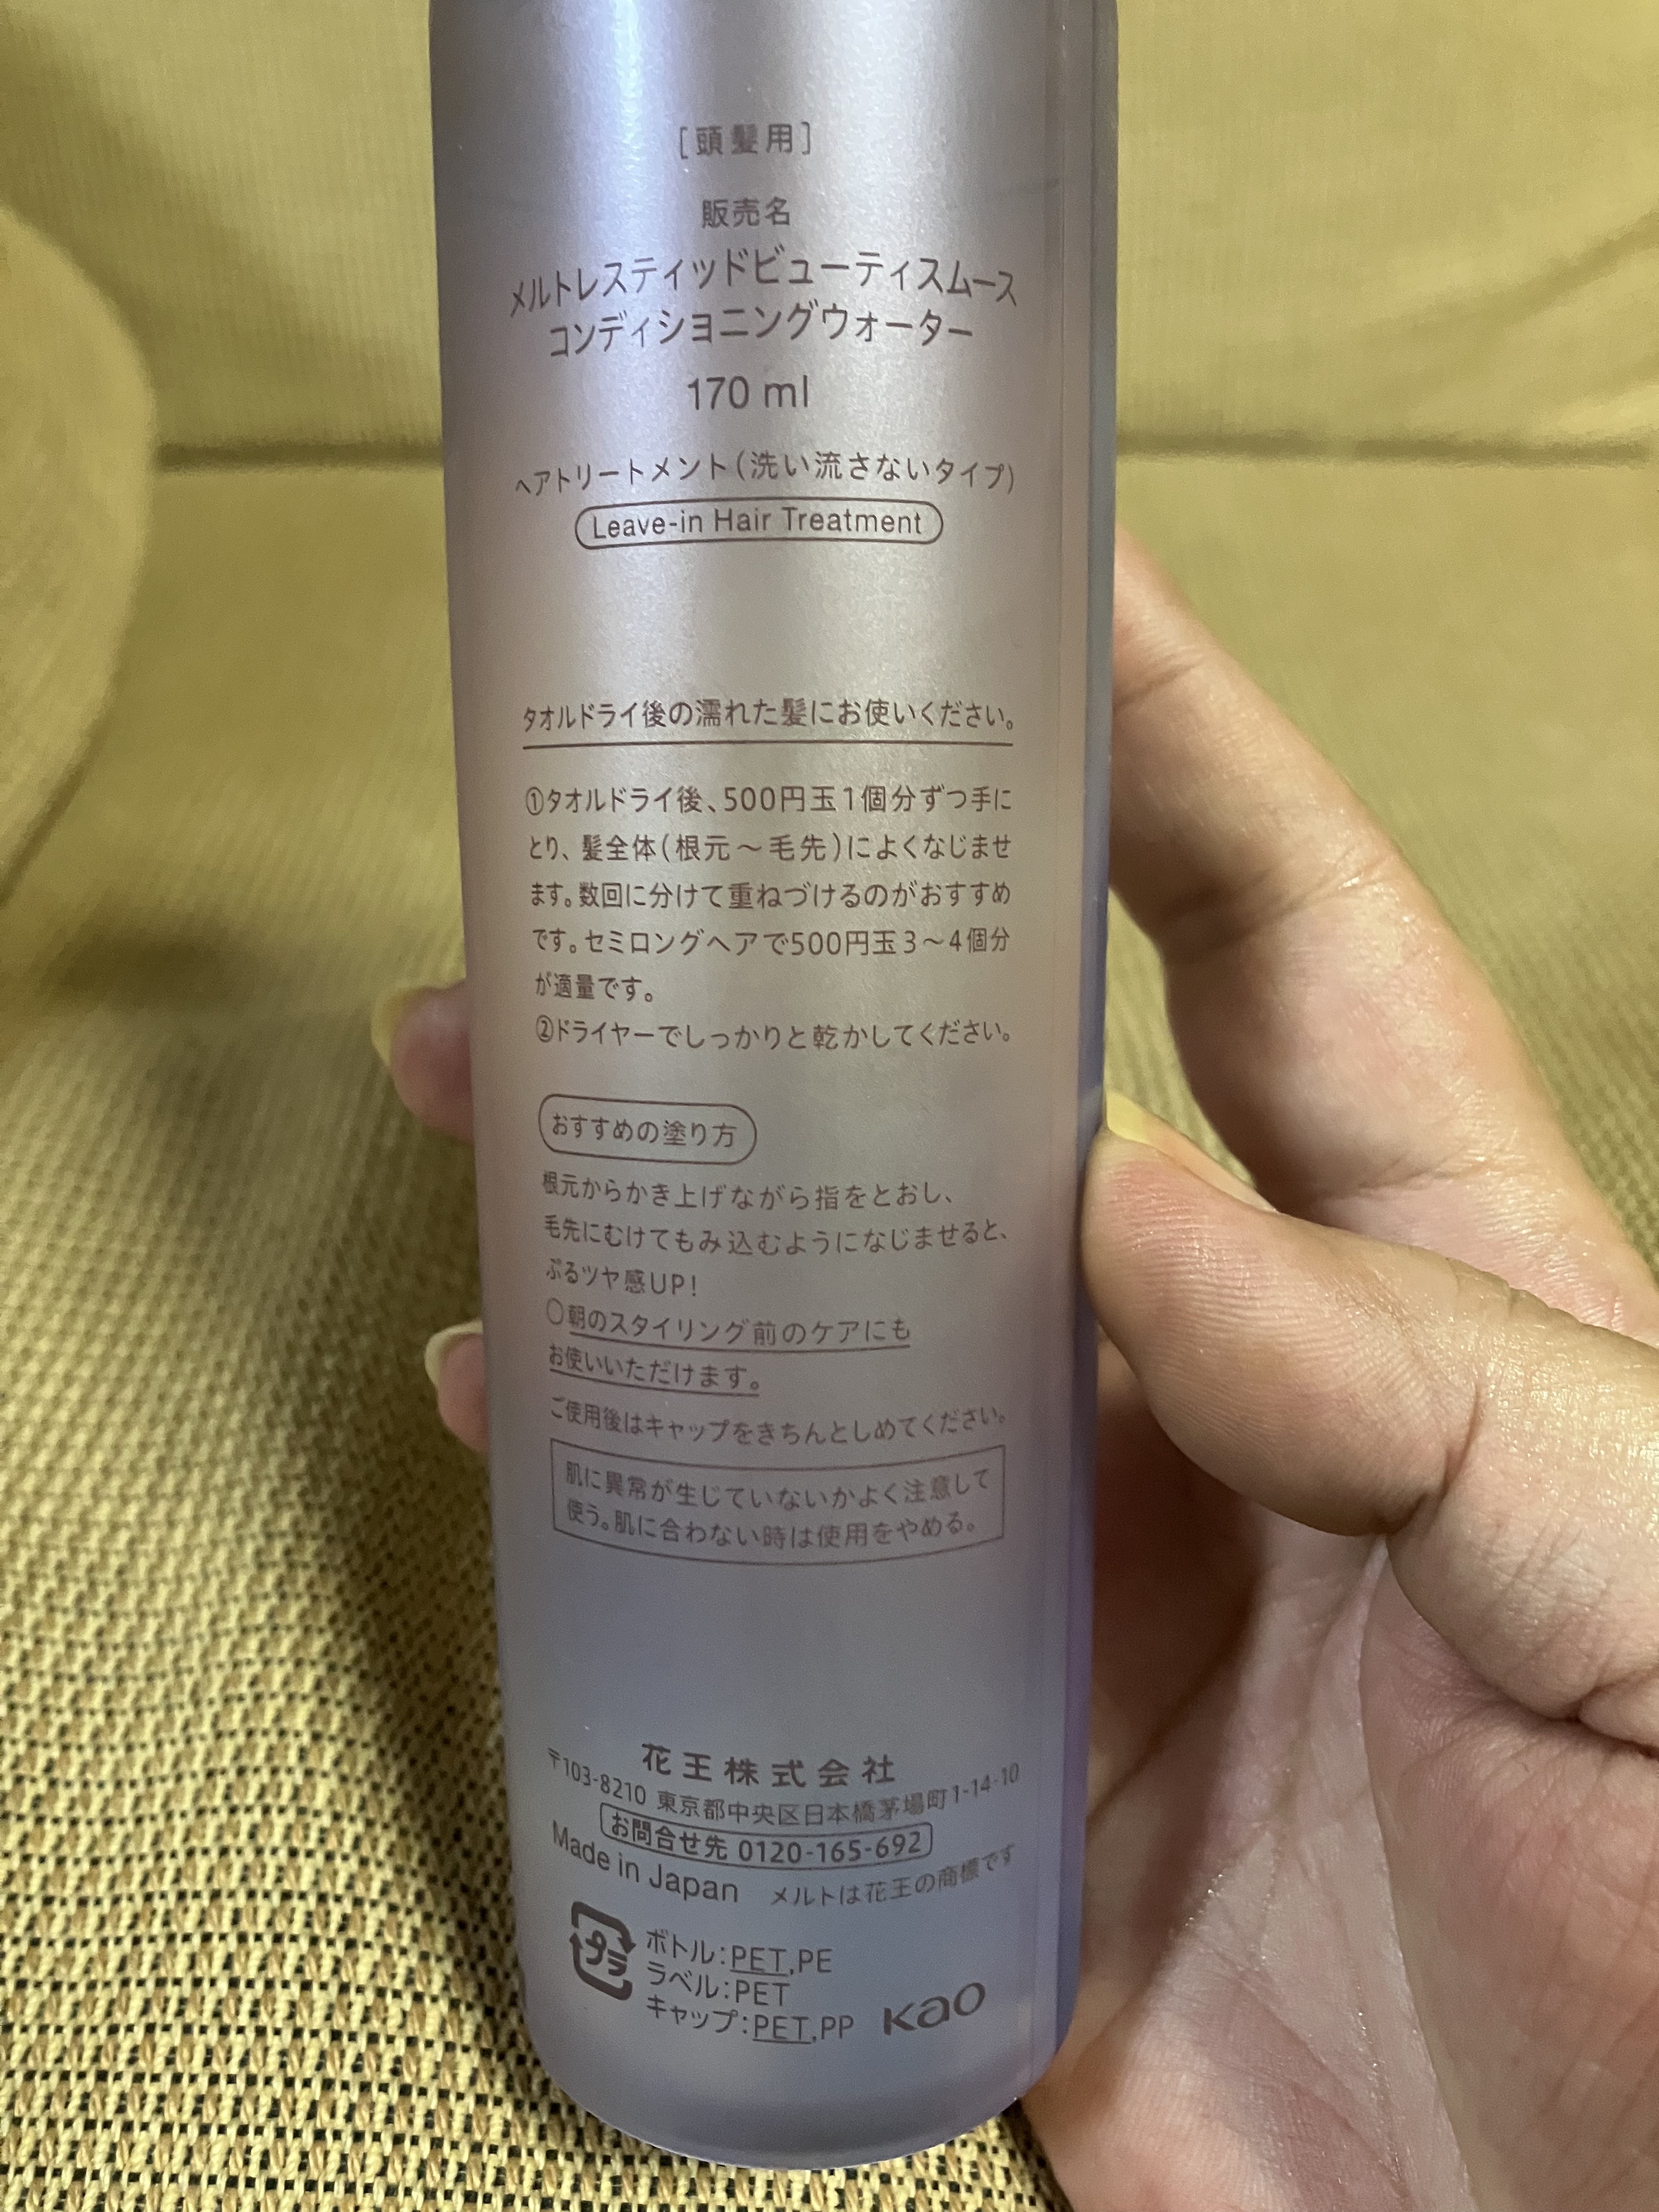 [頭髪用]
販売名
メルトレスティッドビューティスムース
コンディショニングウォーター
170 ml
ヘアトリートメント(洗い流さないタイプ)
Leave-in Hair Treatment
タオルドライ後の濡れた髪にお使いください。
①タオルドライ後、500円玉1個分ずつ手に
とり、髪全体(根元～毛先)によくなじませ
ます。数回に分けて重ねづけるのがおすすめ
です。セミロングヘアで500円玉3～4個分
が適量です。
②ドライヤーでしっかりと乾かしてください。
おすすめの塗り方
根元からかき上げながら指をとおし、
毛先にむけてもみ込むようになじませると、
ぷるツヤ感UP!
○朝のスタイリング前のケアにも
お使いいただけます。
ご使用後はキャップをきちんとしめてください。
肌に異常が生じていないかよく注意して
使う。肌に合わない時は使用をやめる。
花王株式会社
〒103-8210 東京都中央区日本橋茅場町1-14-10
お問合せ先 0120-165-692
Made in Japan メルトは花王の商標です
プラ
ボトル:PET,PE
ラベル:PET
キャップ:PET,PP
Kao